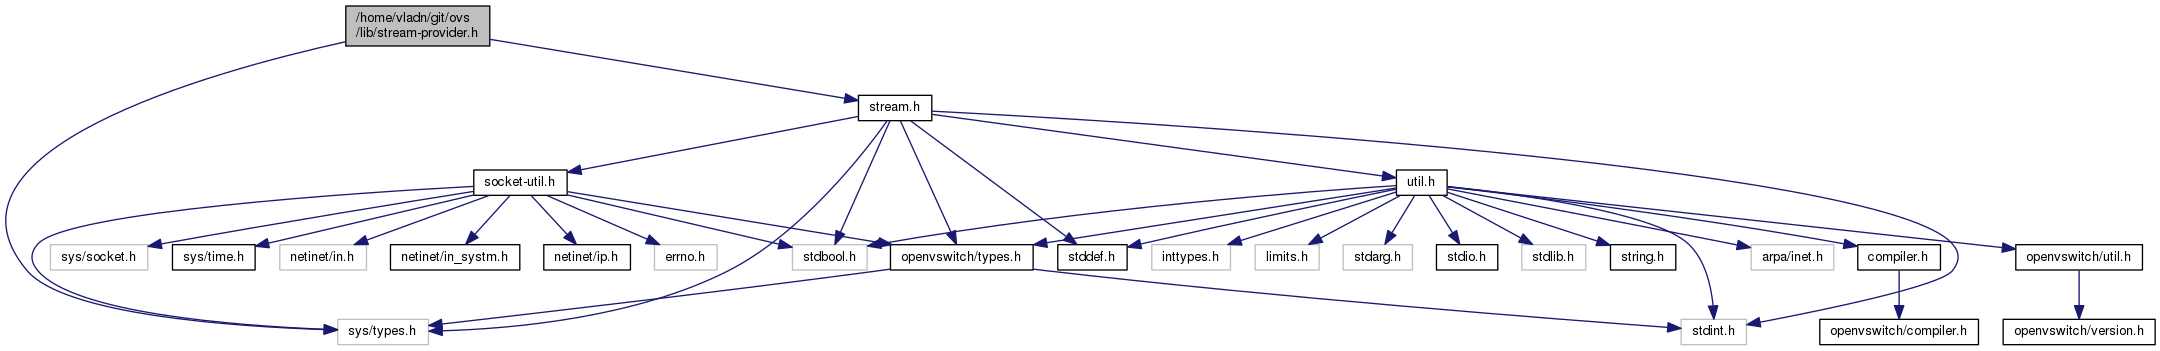 /home/vladn/git/ovs
/lib/stream-provider.h
stream.h
socket-util.h
util.h
sys/socket.h
sys/time.h
netinet/in.h
netinet/in_systm.h
netinet/ip.h
errno.h
stdbool.h
openvswitch/types.h
stddef.h
inttypes.h
limits.h
stdarg.h
stdio.h
stdlib.h
string.h
arpa/inet.h
compiler.h
openvswitch/util.h
sys/types.h
stdint.h
openvswitch/compiler.h
openvswitch/version.h